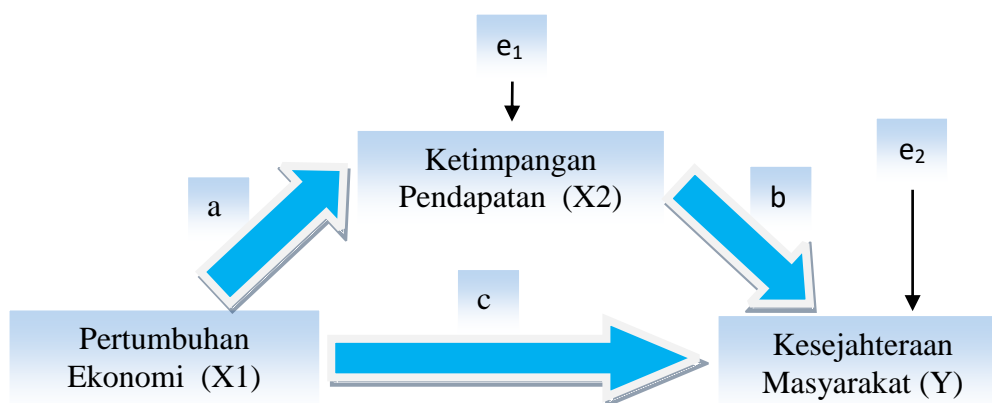 e₁
Ketimpangan
Pendapatan (X2)
e₂
a
b
c
Pertumbuhan
Ekonomi (X1)
Kesejahteraan
Masyarakat (Y)